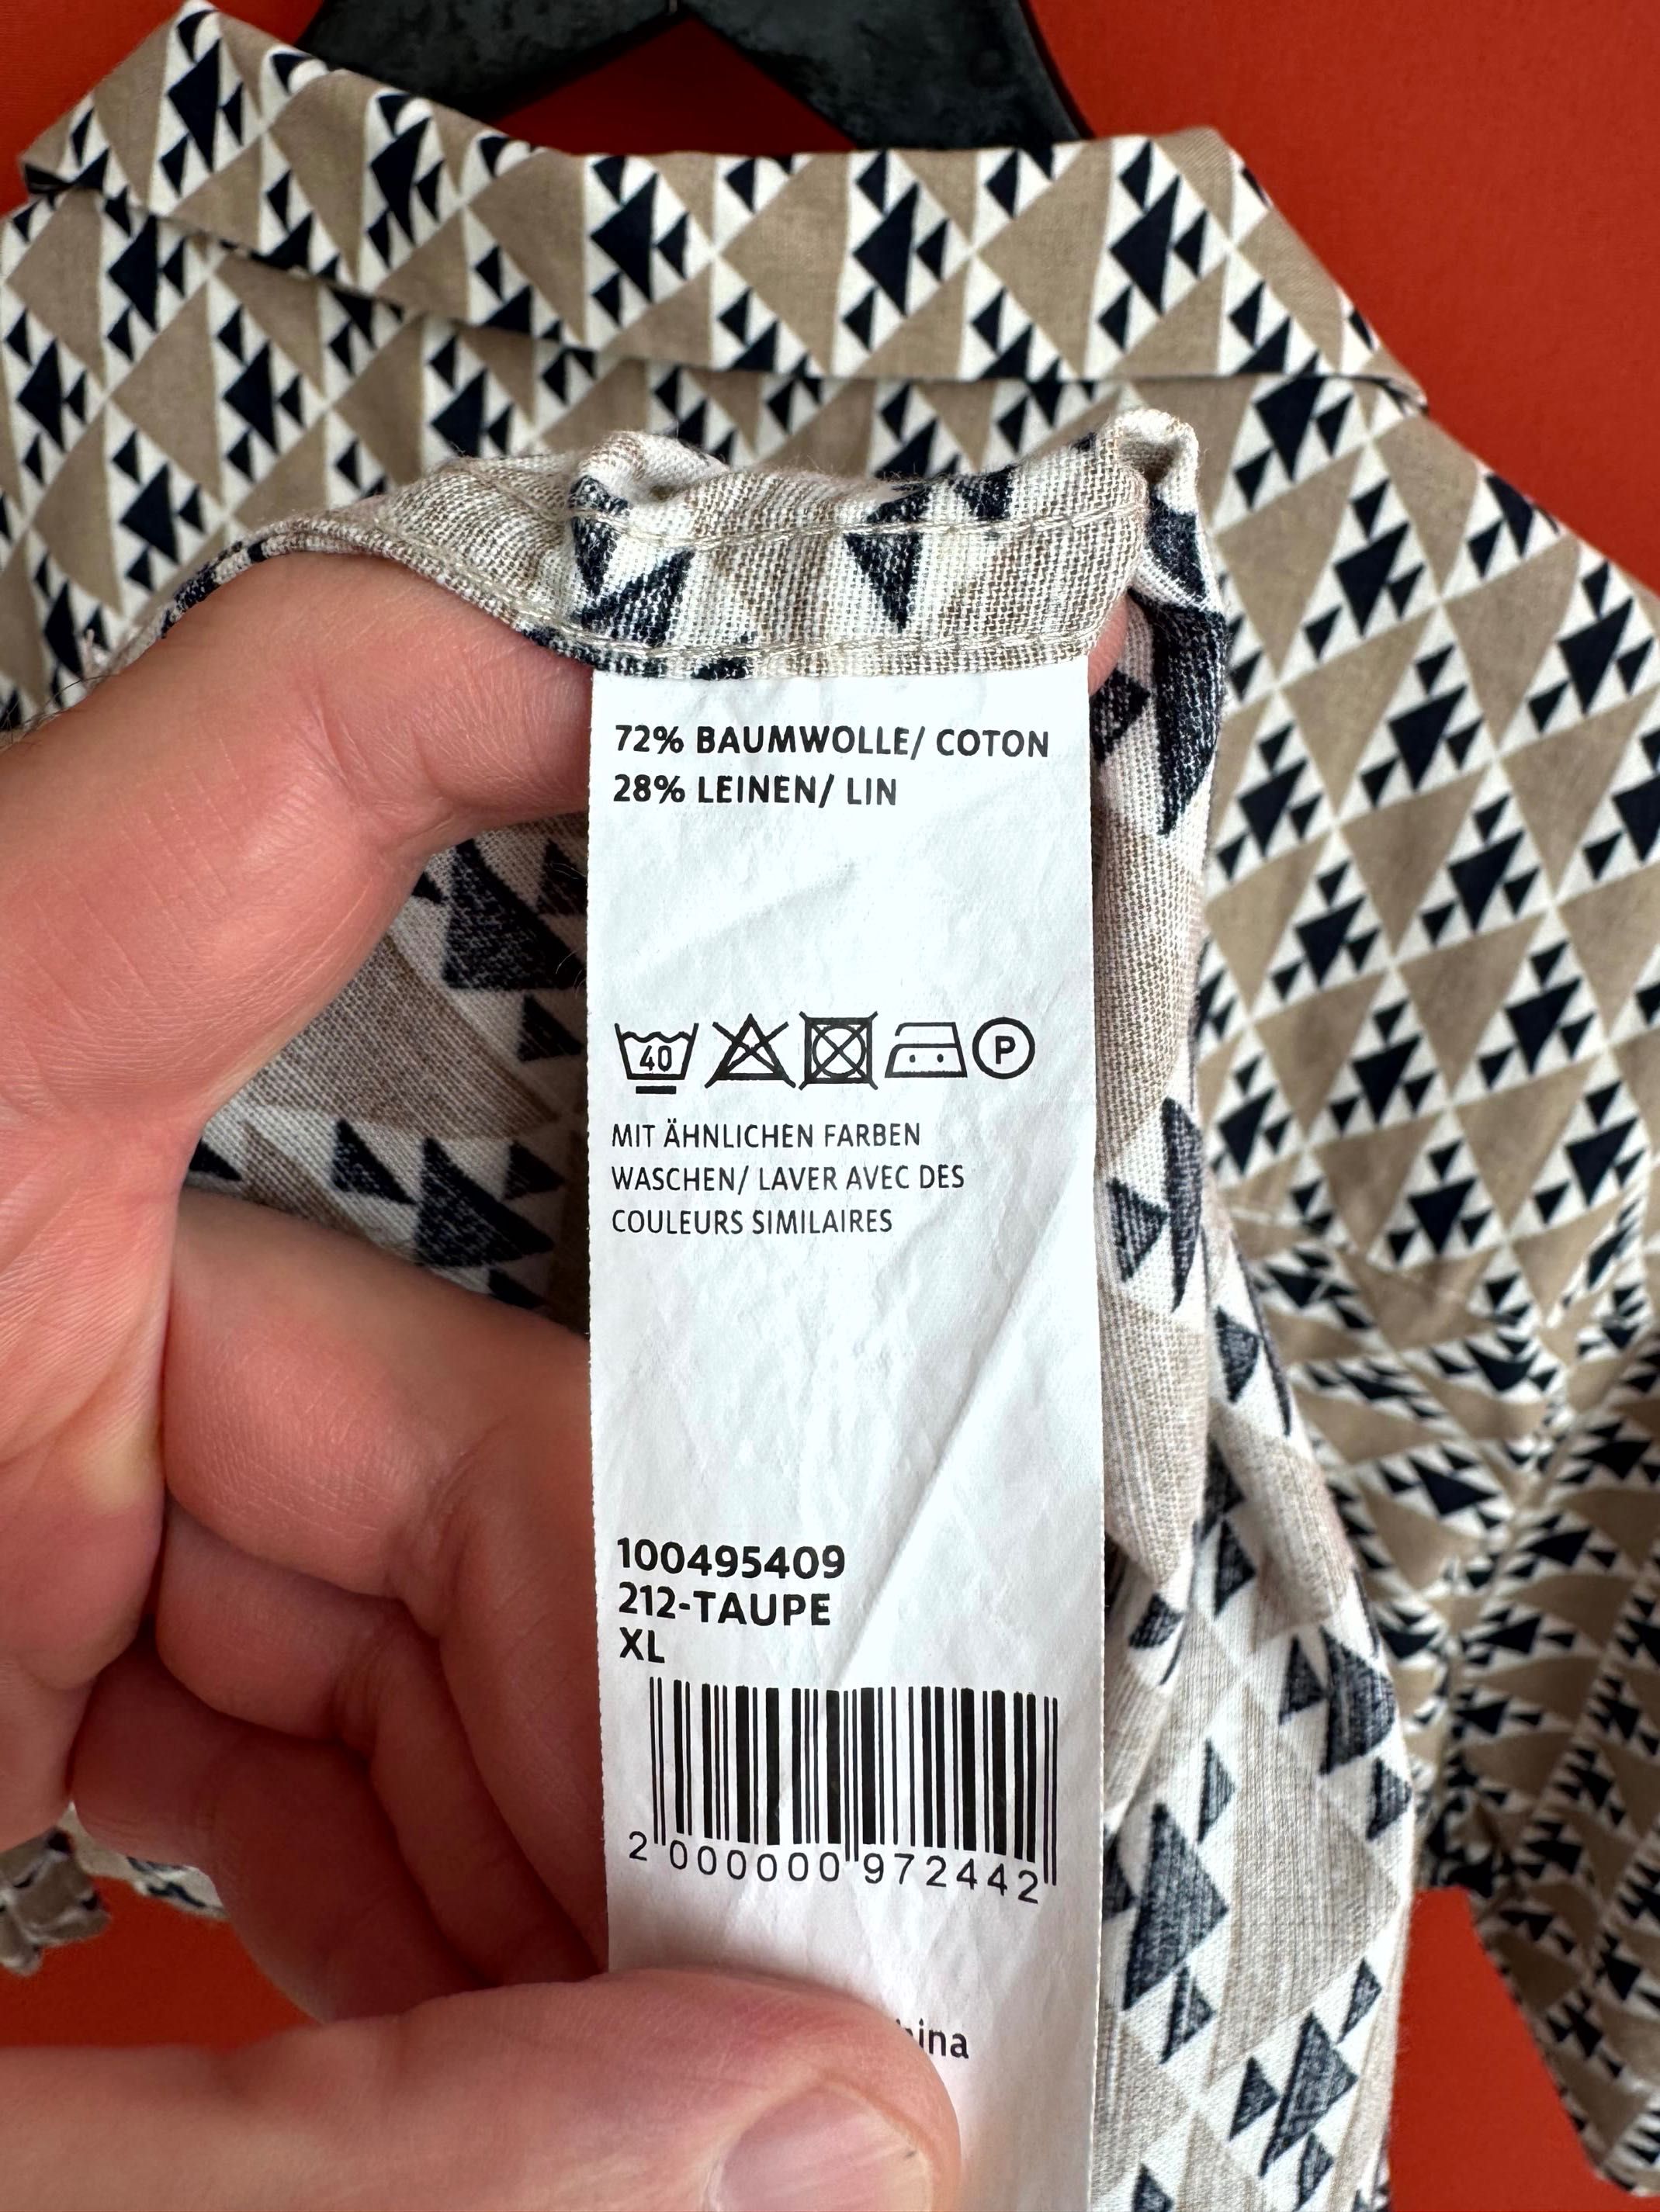 72% BAUMWOLLE/ COTON
28% LEINEN/ LIN
40
P
MIT ÄHNLICHEN FARBEN
WASCHEN/ LAVER AVEC DES
COULEURS SIMILAIRES
100495409
212-TAUPE
XL
2 000000 972442